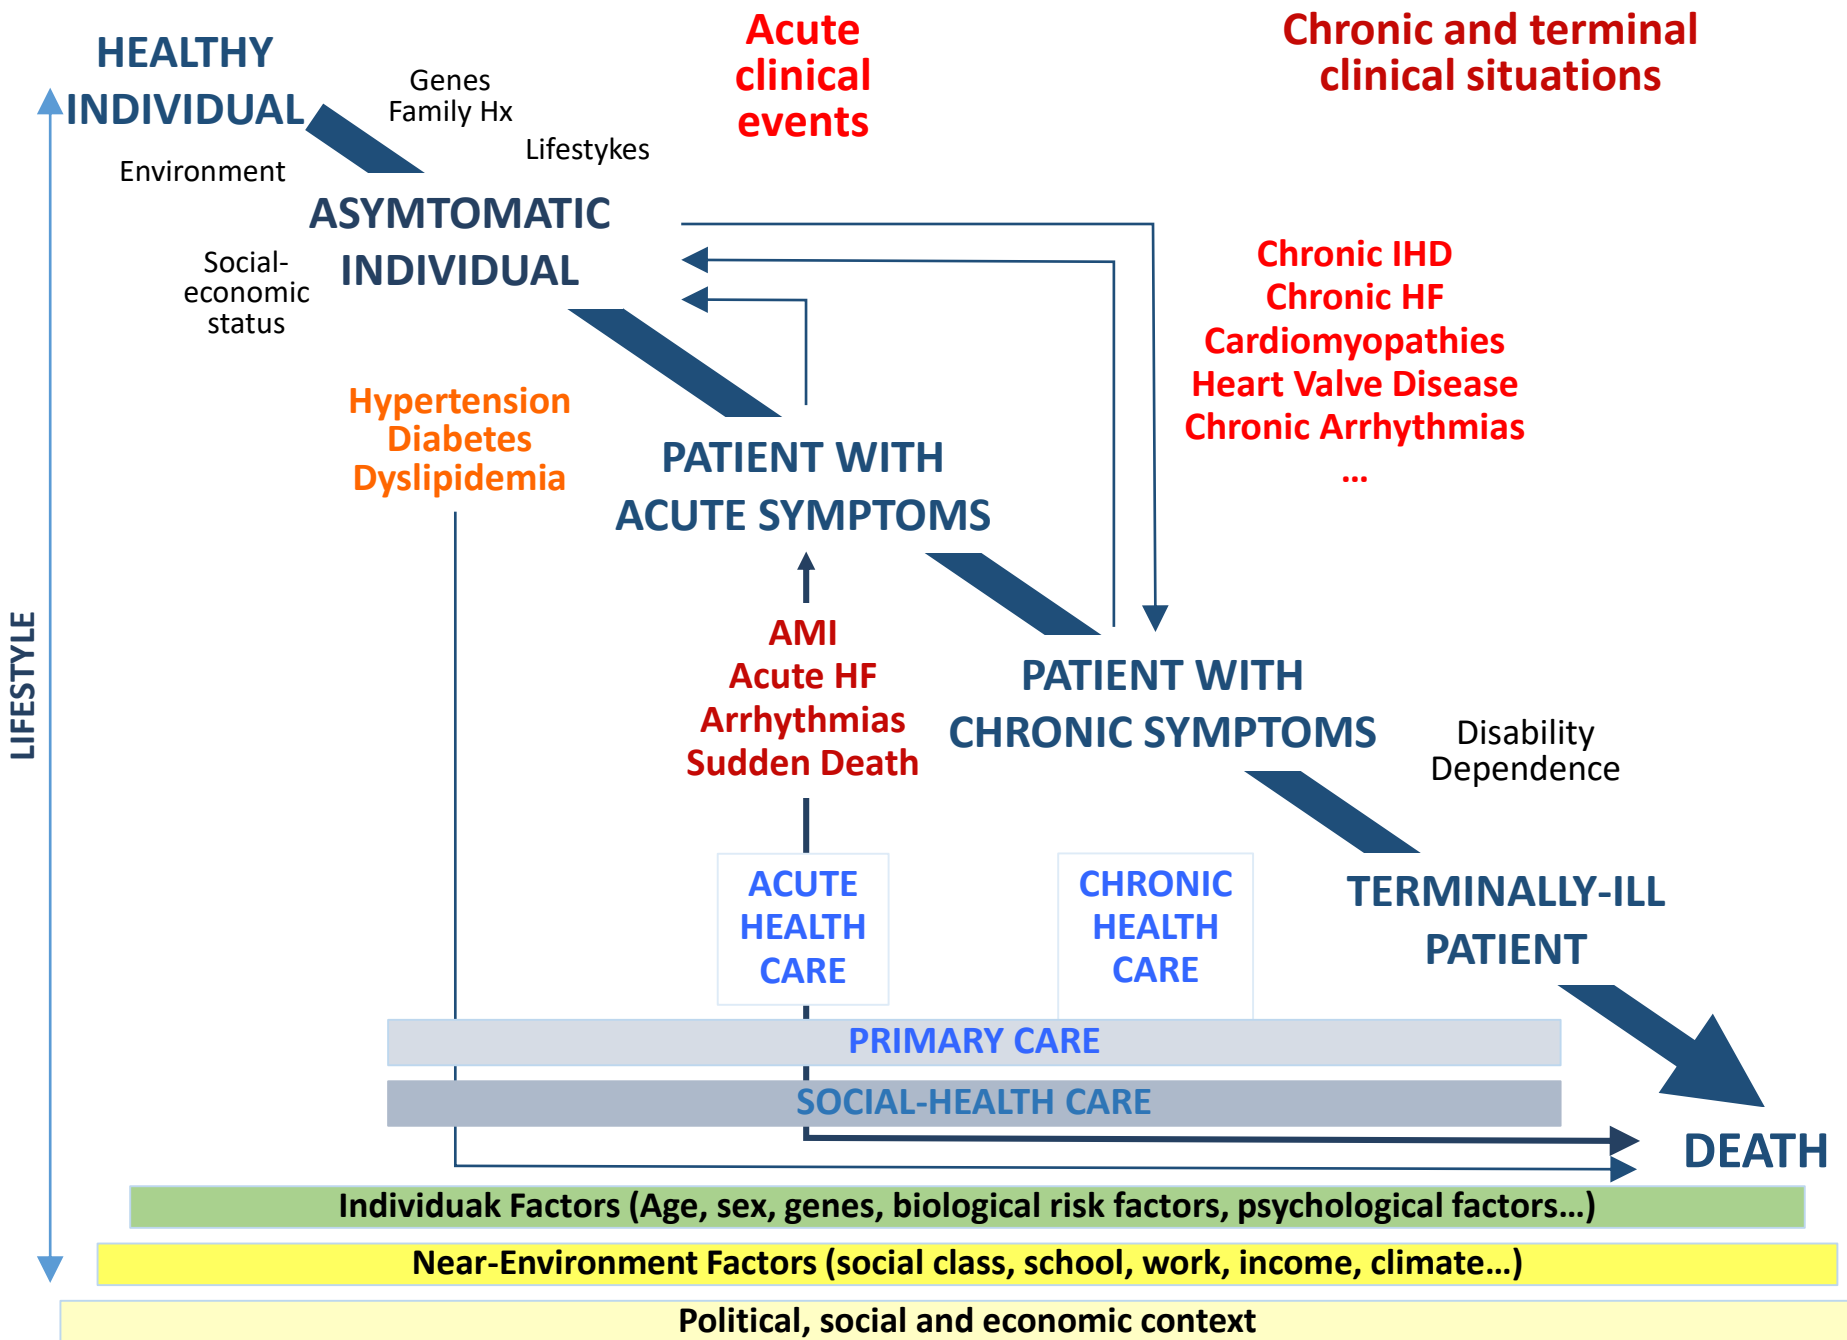 HEALTHY
INDIVIDUAL
Genes
Family Hx
Lifestykes
Environment
Acute
clinical
events
Chronic and terminal
clinical situations
ASYMTOMATIC
INDIVIDUAL
Social-
economic
status
Chronic IHD
Chronic HF
Cardiomyopathies
Heart Valve Disease
Chronic Arrhythmias
...
Hypertension
Diabetes
Dyslipidemia
PATIENT WITH
ACUTE SYMPTOMS
LIFESTYLE
AMI
Acute HF
Arrhythmias
Sudden Death
PATIENT WITH
CHRONIC SYMPTOMS
Disability
Dependence
ACUTE
HEALTH
CARE
CHRONIC
HEALTH
CARE
TERMINALLY-ILL
PATIENT
PRIMARY CARE
SOCIAL-HEALTH CARE
DEATH
Individuak Factors (Age, sex, genes, biological risk factors, psychological factors...)
Near-Environment Factors (social class, school, work, income, climate...)
Political, social and economic context